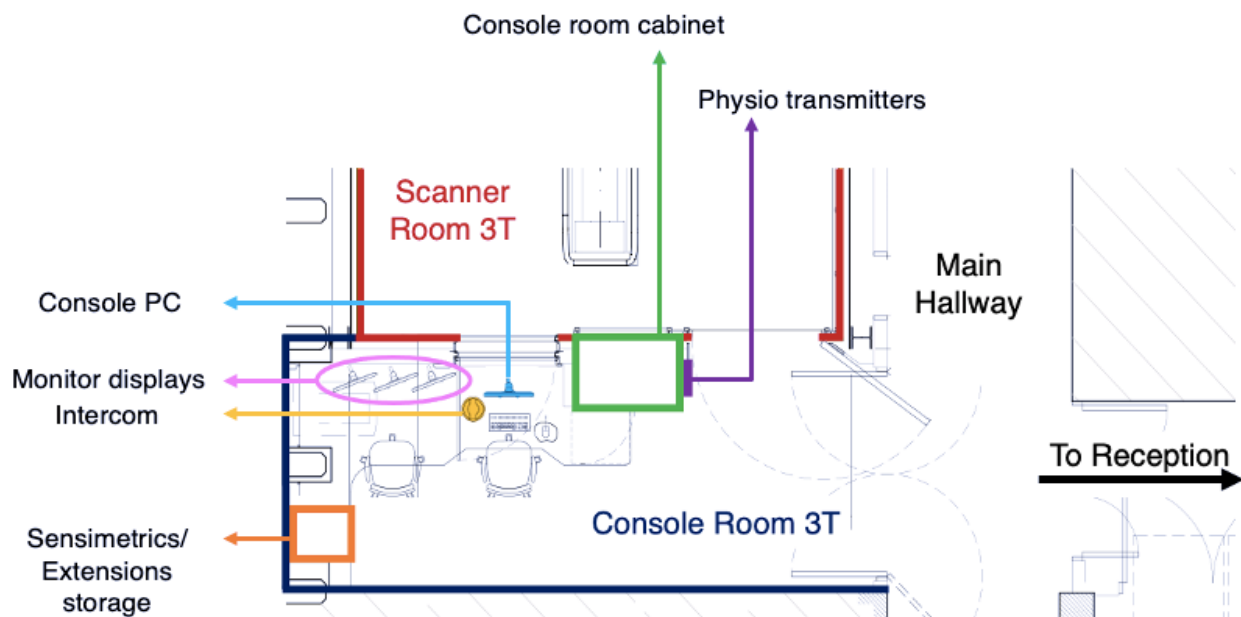 Console room cabinet
Physio transmitters
Scanner
Room 3T
Main
Hallway
Console PC
Monitor displays
Intercom
To Reception
Console Room 3T
Sensimetrics/
Extensions
storage